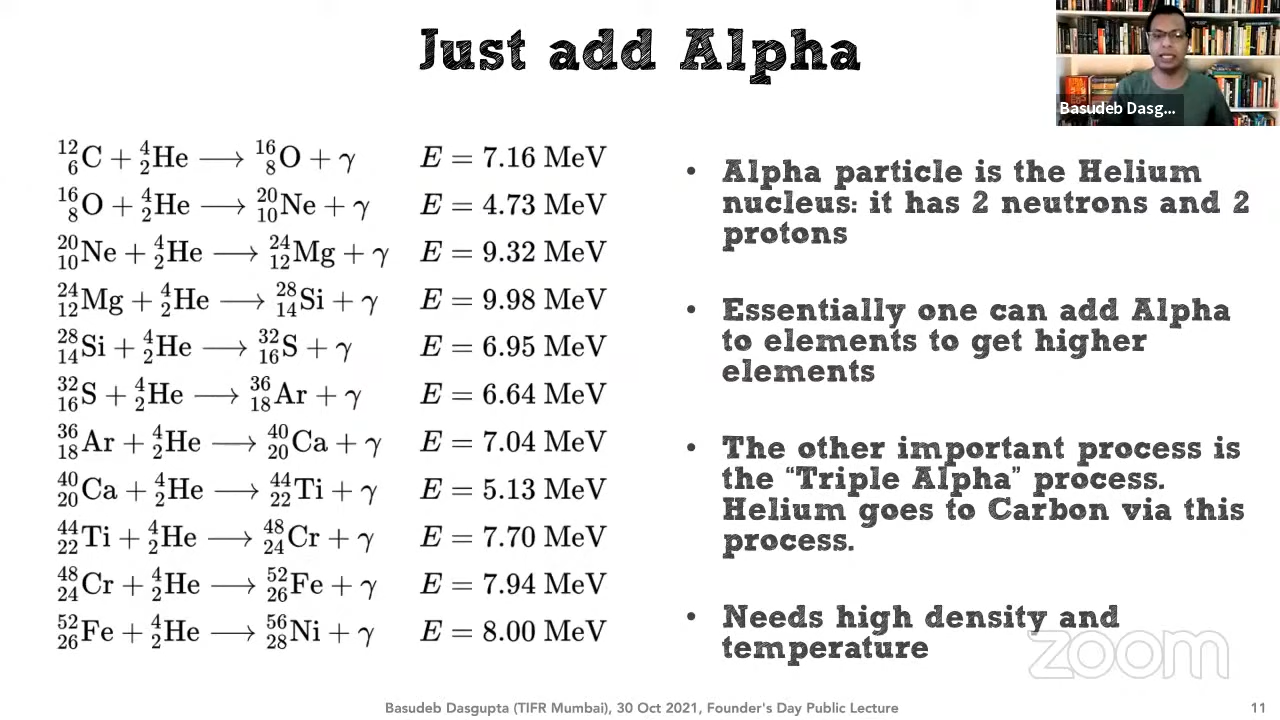 Just add Alpha
Basudeb Dasg...
¹²₆C + ⁴₂He ⟶ ¹⁶₈O + γ E = 7.16 MeV
¹⁶₈O + ⁴₂He ⟶ ²⁰₁₀Ne + γ E = 4.73 MeV
²⁰₁₀Ne + ⁴₂He ⟶ ²⁴₁₂Mg + γ E = 9.32 MeV
²⁴₁₂Mg + ⁴₂He ⟶ ²⁸₁₄Si + γ E = 9.98 MeV
²⁸₁₄Si + ⁴₂He ⟶ ³²₁₆S + γ E = 6.95 MeV
³²₁₆S + ⁴₂He ⟶ ³⁶₁₈Ar + γ E = 6.64 MeV
³⁶₁₈Ar + ⁴₂He ⟶ ⁴⁰₂₀Ca + γ E = 7.04 MeV
⁴⁰₂₀Ca + ⁴₂He ⟶ ⁴⁴₂₂Ti + γ E = 5.13 MeV
⁴⁴₂₂Ti + ⁴₂He ⟶ ⁴⁸₂₄Cr + γ E = 7.70 MeV
⁴⁸₂₄Cr + ⁴₂He ⟶ ⁵²₂₆Fe + γ E = 7.94 MeV
⁵²₂₆Fe + ⁴₂He ⟶ ⁵⁶₂₈Ni + γ E = 8.00 MeV
• Alpha particle is the Helium
nucleus: it has 2 neutrons and 2
protons
• Essentially one can add Alpha
to elements to get higher
elements
• The other important process is
the “Triple Alpha” process.
Helium goes to Carbon via this
process.
• Needs high density and
temperature
zoom
Basudeb Dasgupta (TIFR Mumbai), 30 Oct 2021, Founder's Day Public Lecture
11